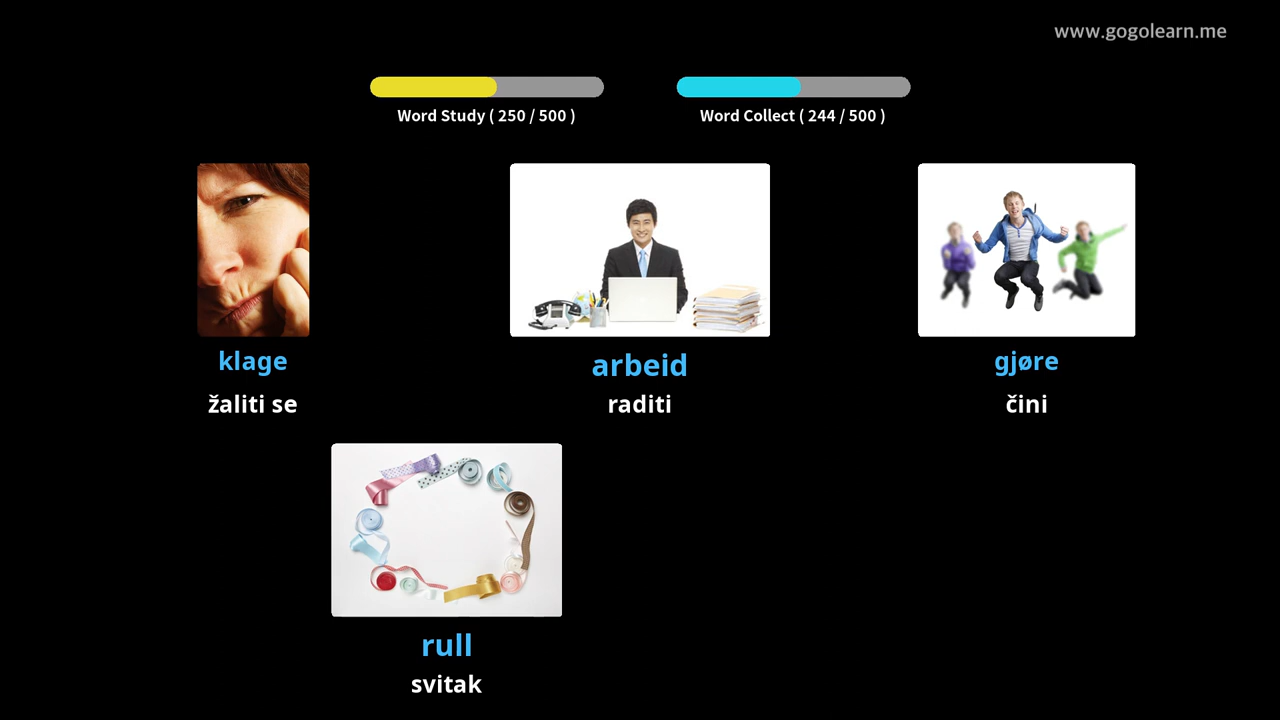 www.gogolearn.me
Word Study ( 250 / 500 )
Word Collect ( 244 / 500 )
klage
žaliti se
arbeid
raditi
gjøre
čini
rull
svitak